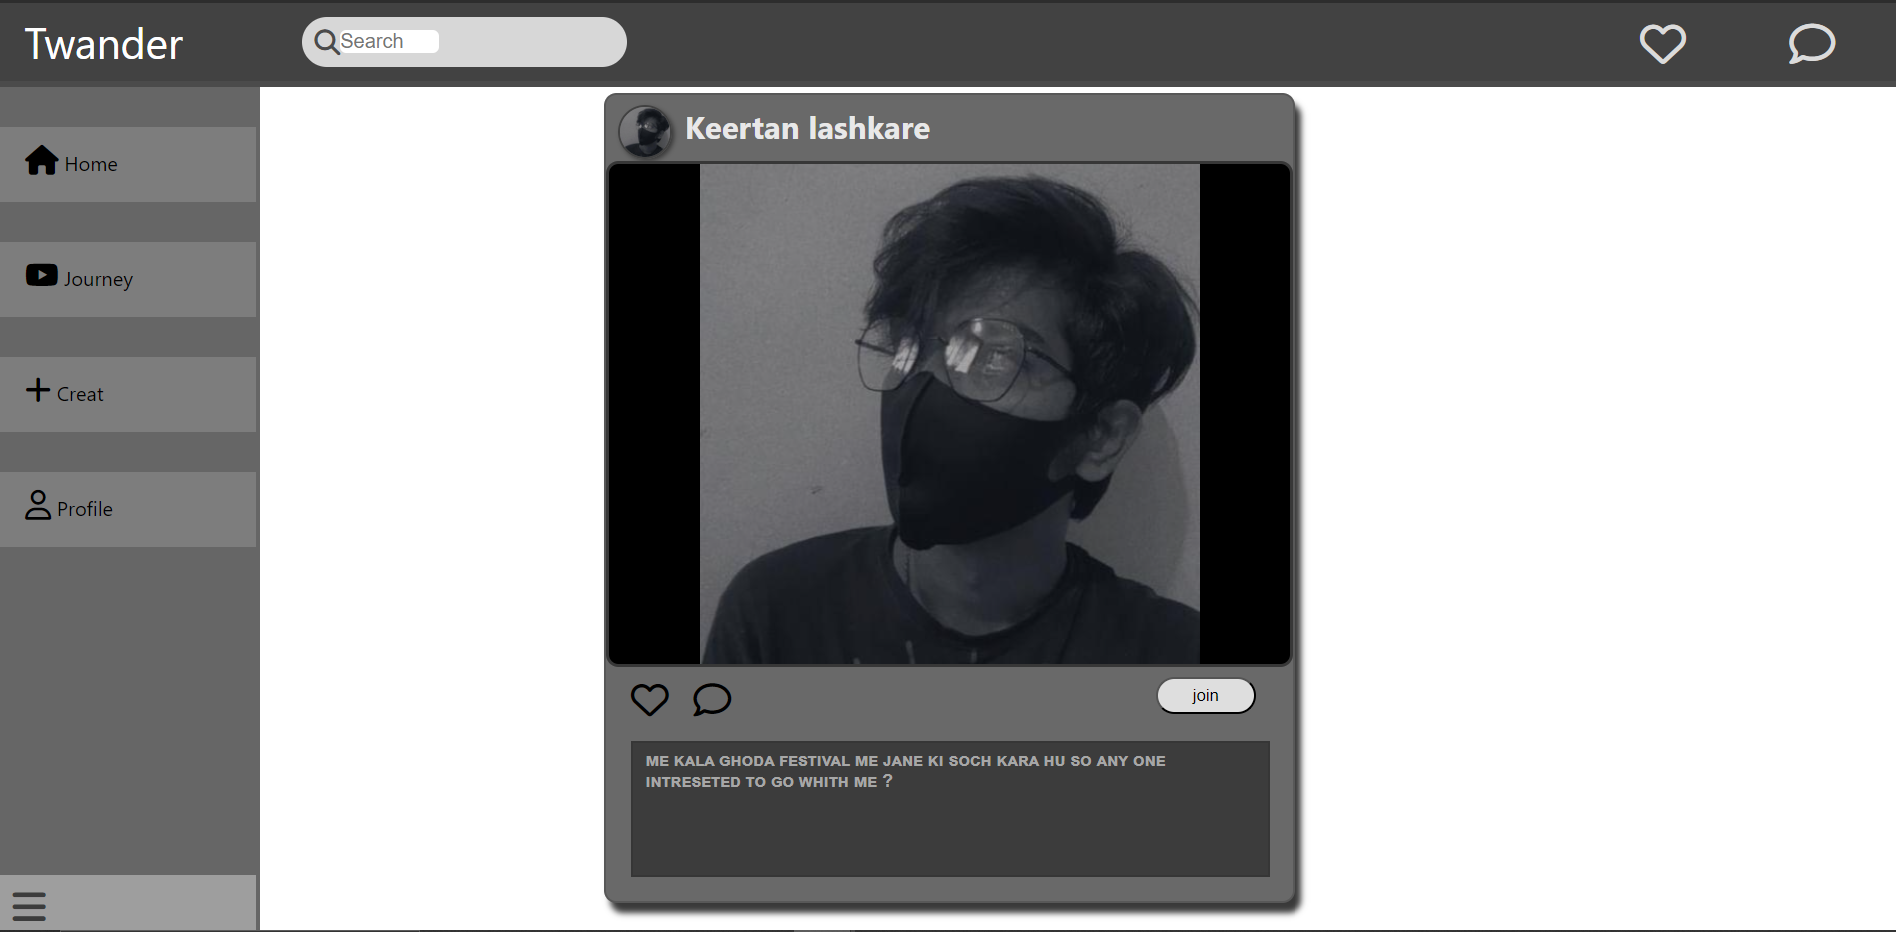 Twander
Search
Home
Journey
Creat
Profile
Keertan lashkare
join
ME KALA GHODA FESTIVAL ME JANE KI SOCH KARA HU SO ANY ONE
INTRESETED TO GO WHITH ME ?